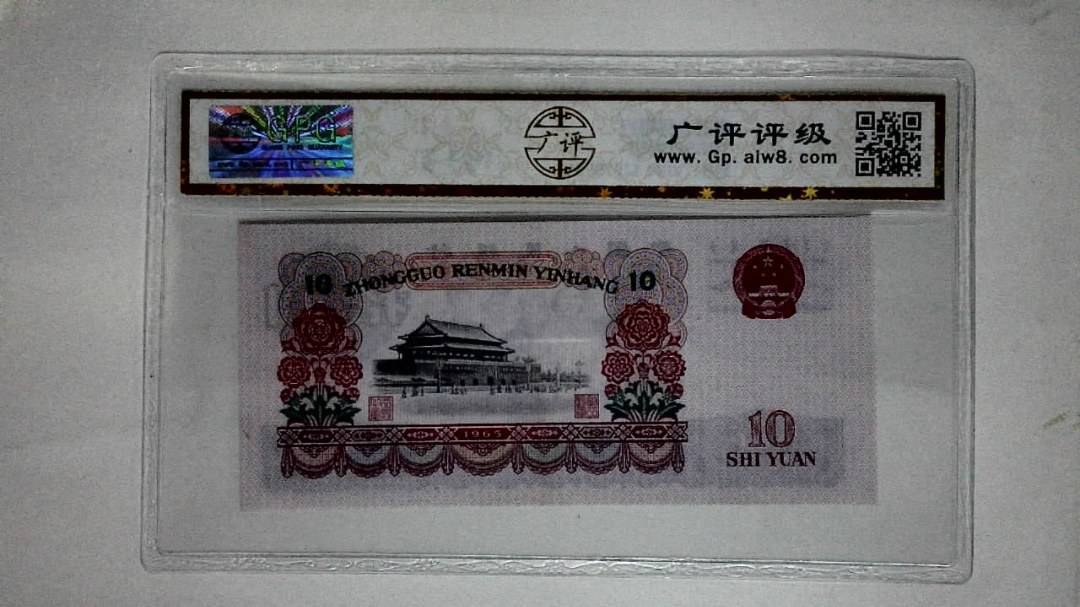 GPG
广评
广评评级
www. Gp. alw8. com
10
ZHONGGUO RENMIN YINHANG
10
1965
10
SHI YUAN